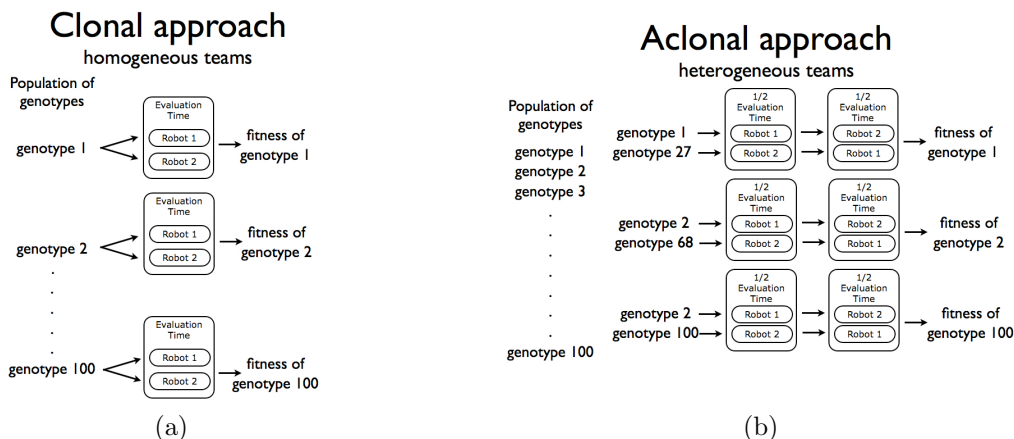 Clonal approach
homogeneous teams
Population of
genotypes
Evaluation
Time
Robot 1
Robot 2
genotype 1
fitness of
genotype 1
Evaluation
Time
Robot 1
Robot 2
genotype 2
fitness of
genotype 2
.
.
.
.
.
Evaluation
Time
Robot 1
Robot 2
genotype 100
fitness of
genotype 100
(a)
Aclonal approach
heterogeneous teams
Population of
genotypes
genotype 1
genotype 2
genotype 3
.
.
.
.
.
.
.
genotype 100
genotype 1
genotype 27
1/2
Evaluation
Time
Robot 1
Robot 2
1/2
Evaluation
Time
Robot 2
Robot 1
fitness of
genotype 1
genotype 2
genotype 68
1/2
Evaluation
Time
Robot 1
Robot 2
1/2
Evaluation
Time
Robot 2
Robot 1
fitness of
genotype 2
genotype 2
genotype 100
1/2
Evaluation
Time
Robot 1
Robot 2
1/2
Evaluation
Time
Robot 2
Robot 1
fitness of
genotype 100
(b)